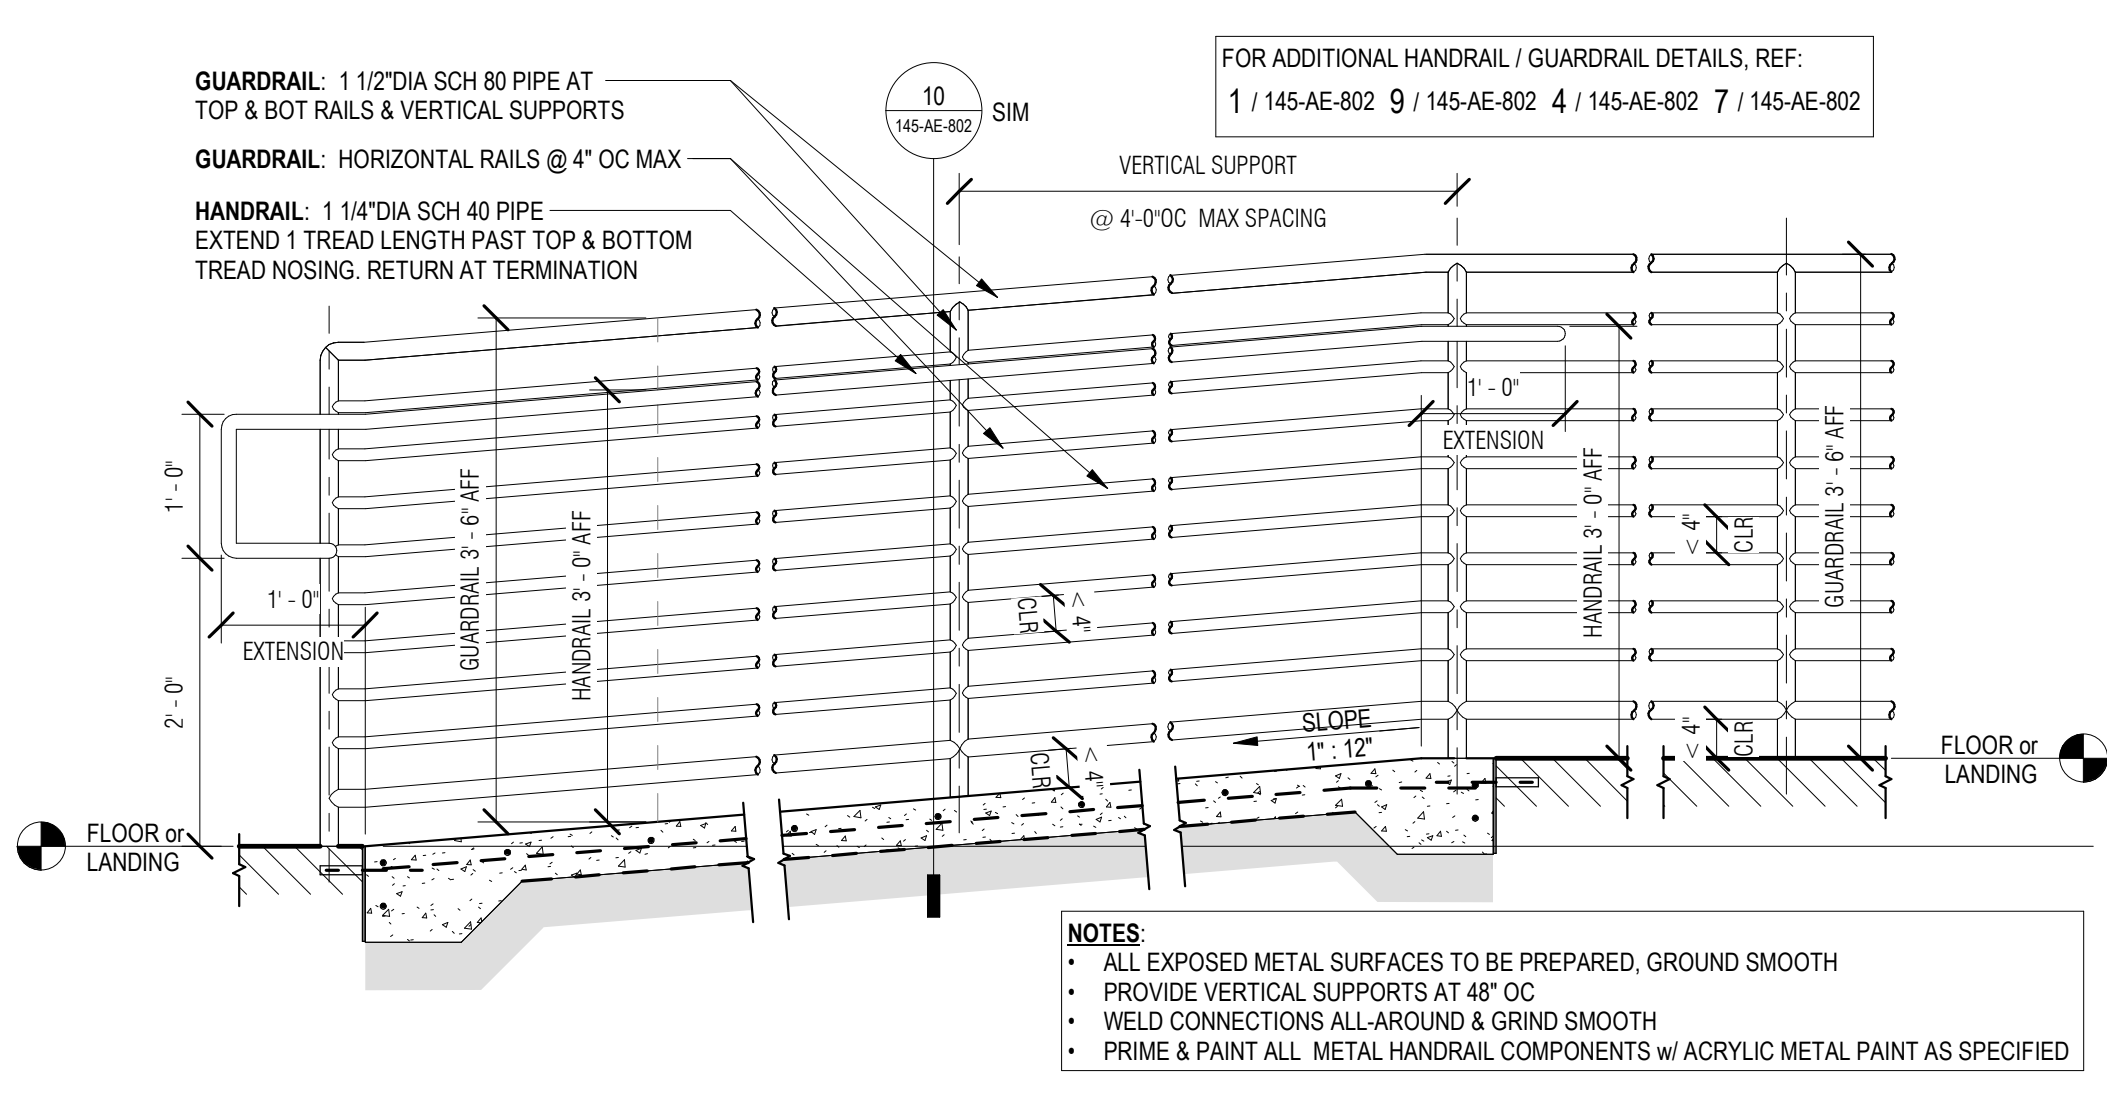 GUARDRAIL: 1 1/2"DIA SCH 80 PIPE AT
TOP & BOT RAILS & VERTICAL SUPPORTS
GUARDRAIL: HORIZONTAL RAILS @ 4" OC MAX
HANDRAIL: 1 1/4"DIA SCH 40 PIPE
EXTEND 1 TREAD LENGTH PAST TOP & BOTTOM
TREAD NOSING. RETURN AT TERMINATION
10
145-AE-802
SIM
FOR ADDITIONAL HANDRAIL / GUARDRAIL DETAILS, REF:
1 / 145-AE-802 9 / 145-AE-802 4 / 145-AE-802 7 / 145-AE-802
VERTICAL SUPPORT
@ 4'-0"OC MAX SPACING
1' - 0"
2' - 0"
1' - 0"
EXTENSION
GUARDRAIL 3' - 6" AFF
HANDRAIL 3' - 0" AFF
< 4"
CLR
< 4"
CLR
SLOPE
1" : 12"
1' - 0"
EXTENSION
HANDRAIL 3' - 0" AFF
< 4"
CLR
< 4"
CLR
GUARDRAIL 3' - 6" AFF
FLOOR or
LANDING
FLOOR or
LANDING
NOTES:
• ALL EXPOSED METAL SURFACES TO BE PREPARED, GROUND SMOOTH
• PROVIDE VERTICAL SUPPORTS AT 48" OC
• WELD CONNECTIONS ALL-AROUND & GRIND SMOOTH
• PRIME & PAINT ALL METAL HANDRAIL COMPONENTS w/ ACRYLIC METAL PAINT AS SPECIFIED